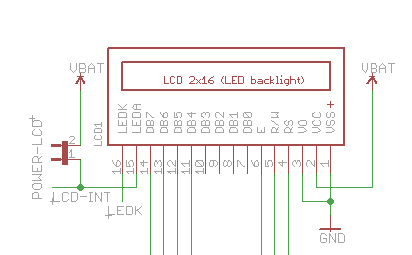 VBAT
VBAT
LCD 2x16 (LED backlight)
+
LCD1
LEDK
LEDA
DB7
DB6
DB5
DB4
DB3
DB2
DB1
DB0
E
R/W
RS
VO
VCC
VSS
POWER-LCD
2
1
16
15
14
13
12
11
10
9
8
7
6
5
4
3
2
1
LCD-INT
LEDK
GND